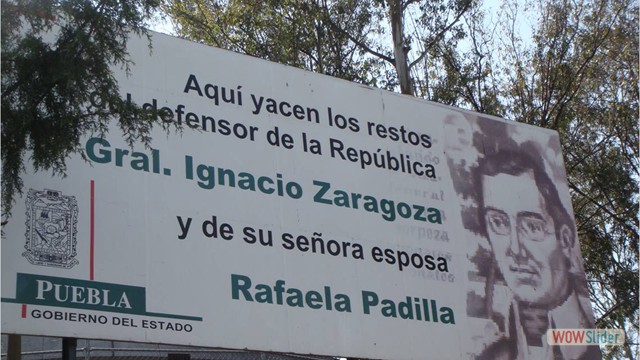 Aquí yacen los restos
del defensor de la República
Gral. Ignacio Zaragoza
y de su señora esposa
Rafaela Padilla
PUEBLA
GOBIERNO DEL ESTADO
WOWSlider